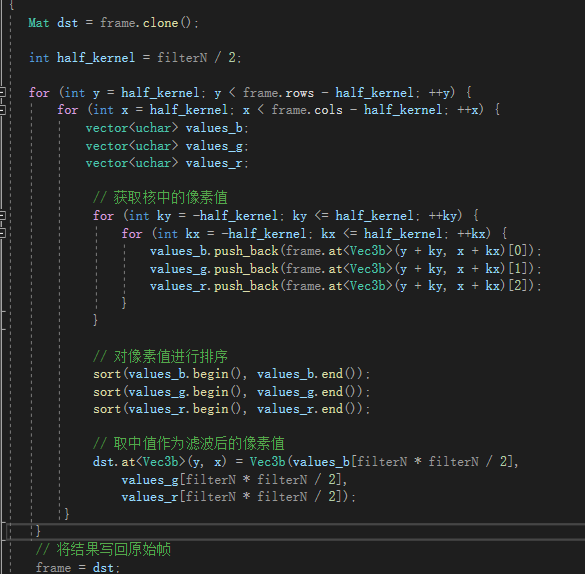 {
Mat dst = frame.clone();
int half_kernel = filterN / 2;
for (int y = half_kernel; y < frame.rows - half_kernel; ++y) {
for (int x = half_kernel; x < frame.cols - half_kernel; ++x) {
vector<uchar> values_b;
vector<uchar> values_g;
vector<uchar> values_r;
// 获取核中的像素值
for (int ky = -half_kernel; ky <= half_kernel; ++ky) {
for (int kx = -half_kernel; kx <= half_kernel; ++kx) {
values_b.push_back(frame.at<Vec3b>(y + ky, x + kx)[0]);
values_g.push_back(frame.at<Vec3b>(y + ky, x + kx)[1]);
values_r.push_back(frame.at<Vec3b>(y + ky, x + kx)[2]);
}
}
// 对像素值进行排序
sort(values_b.begin(), values_b.end());
sort(values_g.begin(), values_g.end());
sort(values_r.begin(), values_r.end());
// 取中值作为滤波后的像素值
dst.at<Vec3b>(y, x) = Vec3b(values_b[filterN * filterN / 2],
values_g[filterN * filterN / 2],
values_r[filterN * filterN / 2]);
}
}
// 将结果写回原始帧
frame = dst;